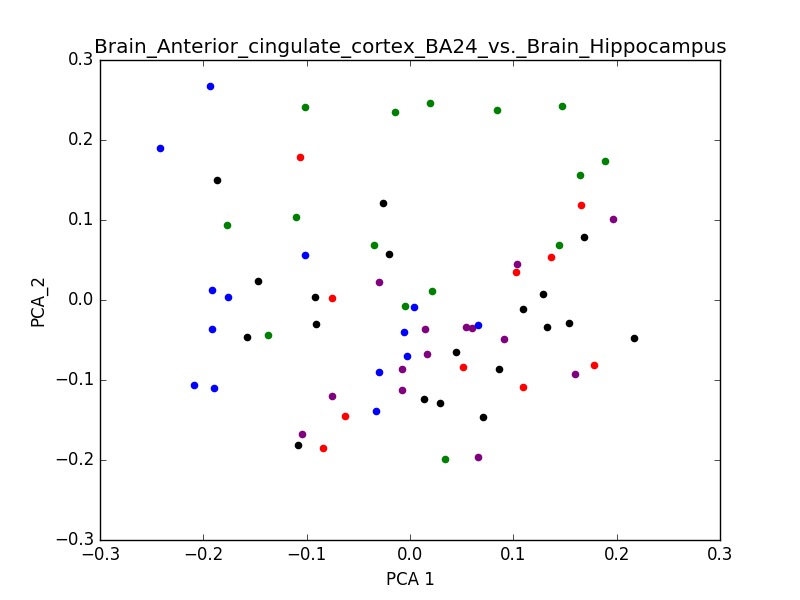 Brain_Anterior_cingulate_cortex_BA24_vs._Brain_Hippocampus
0.3
0.2
0.1
0.0
−0.1
−0.2
−0.3
PCA_2
−0.3 −0.2 −0.1 0.0 0.1 0.2 0.3
PCA 1